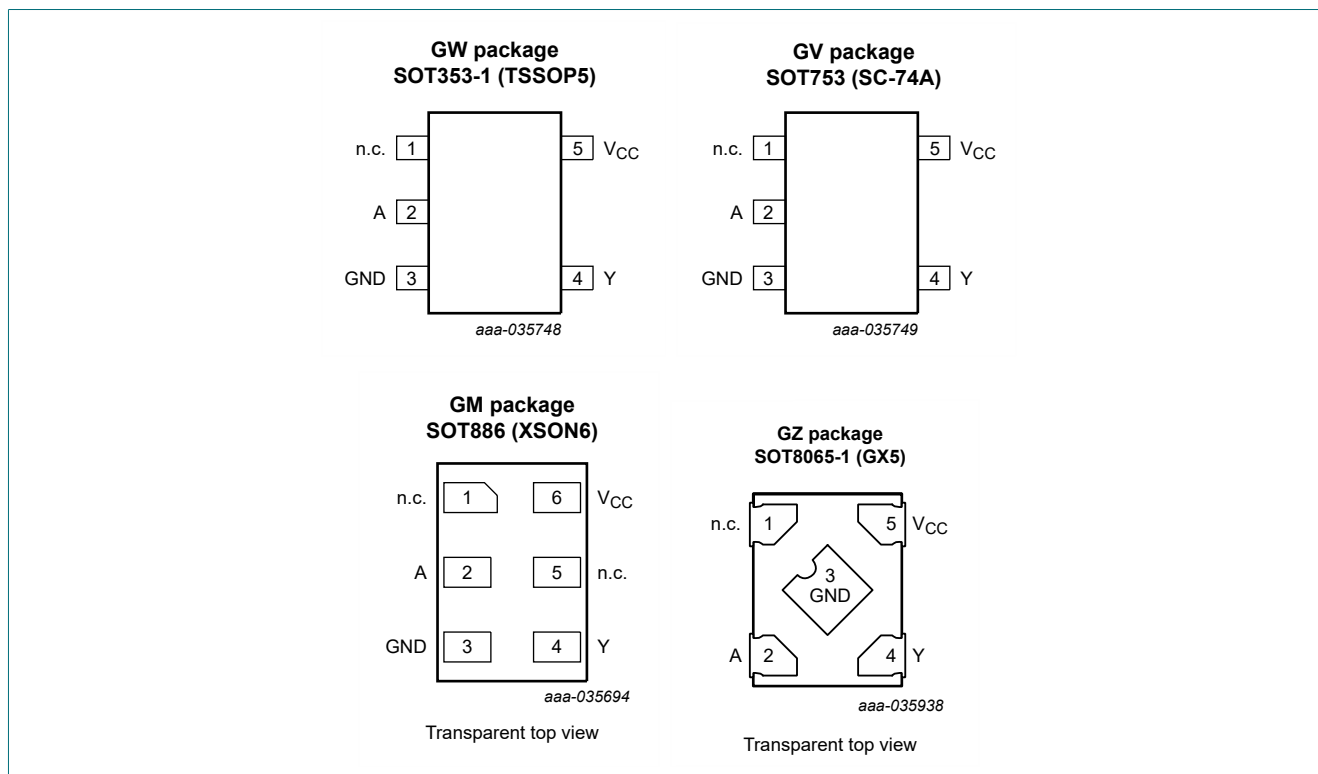 GW package
SOT353-1 (TSSOP5)
n.c. 1
5 VCC
A 2
GND 3
4 Y
aaa-035748
GV package
SOT753 (SC-74A)
n.c. 1
5 VCC
A 2
GND 3
4 Y
aaa-035749
GM package
SOT886 (XSON6)
n.c. 1
6 VCC
A 2
5 n.c.
GND 3
4 Y
aaa-035694
Transparent top view
GZ package
SOT8065-1 (GX5)
n.c. 1
5 VCC
3
GND
A 2
4 Y
aaa-035938
Transparent top view